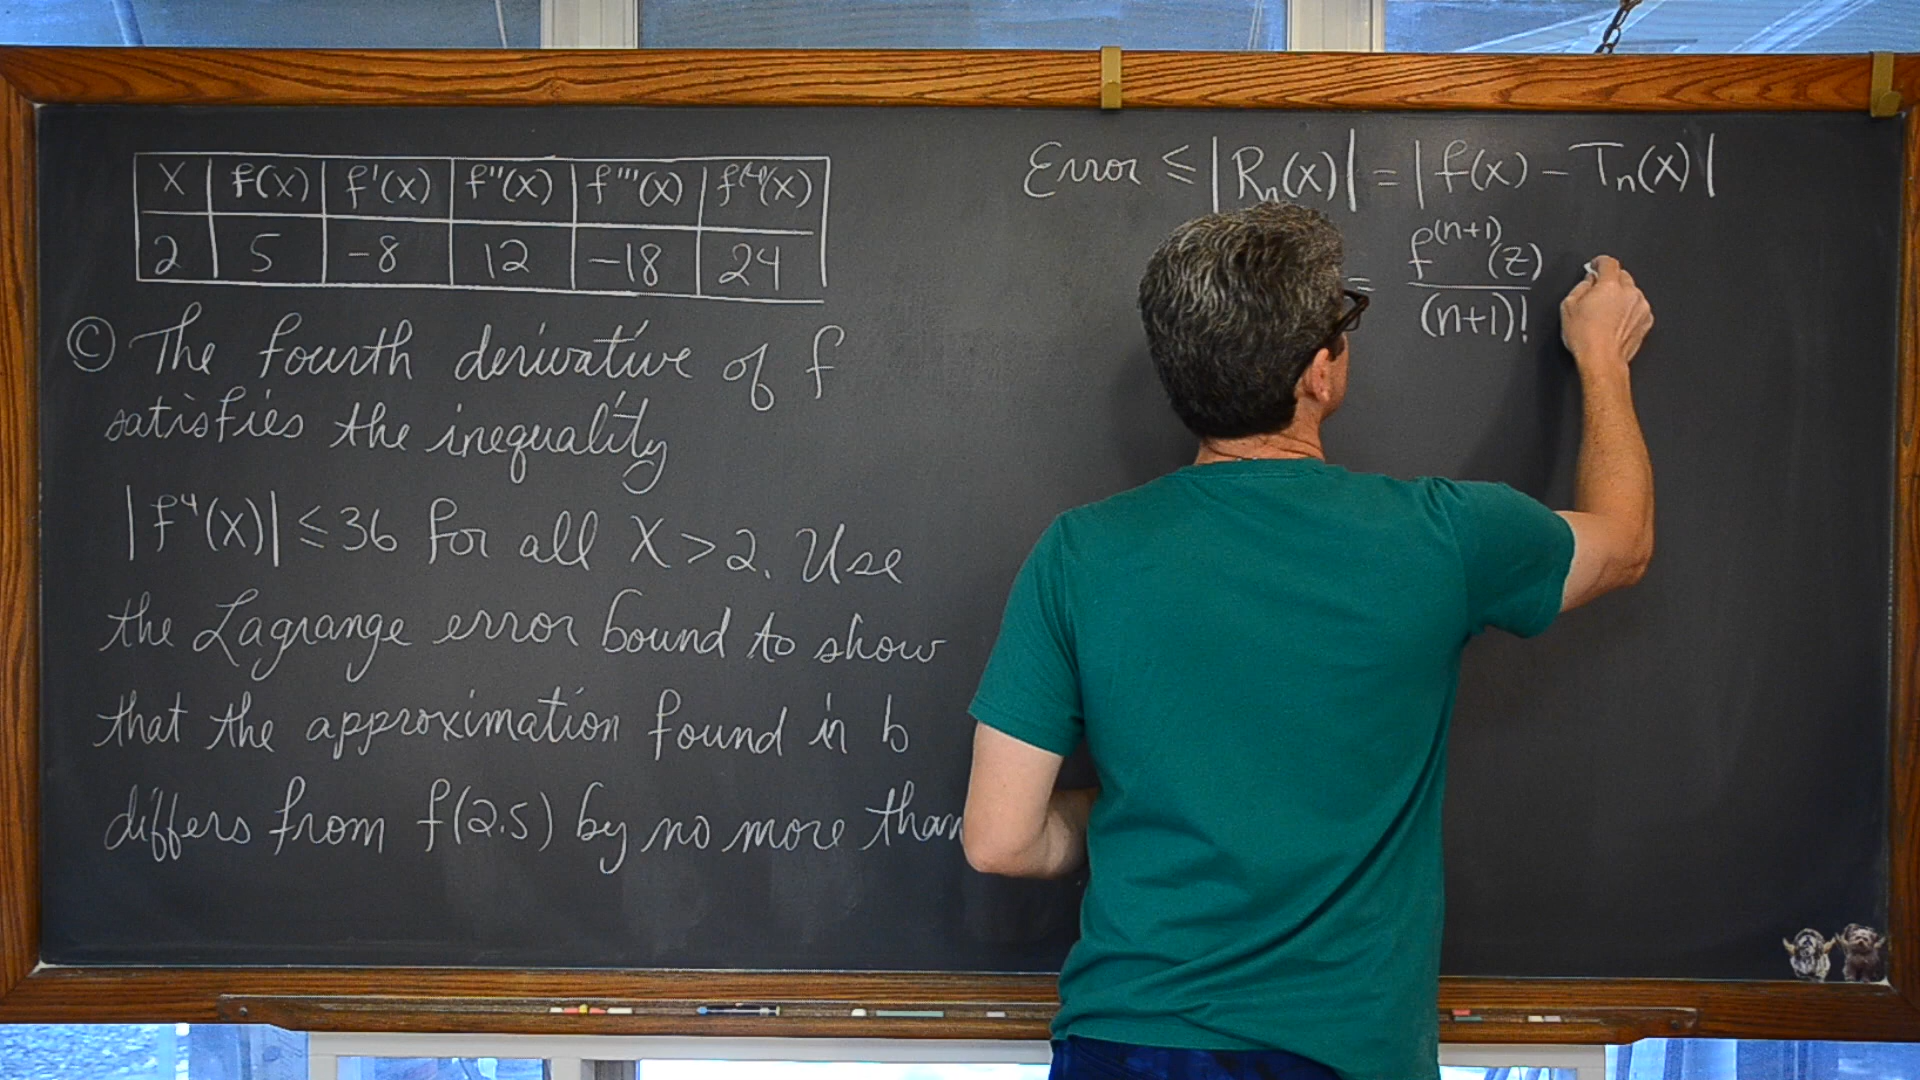 x f(x) f'(x) f''(x) f'''(x) f⁽⁴⁾(x)
2 5 -8 12 -18 24
Ⓒ The fourth derivative of f
satisfies the inequality
|f⁴(x)| ≤ 36 for all x > 2. Use
the Lagrange error bound to show
that the approximation found in b
differs from f(2.5) by no more than
Error ≤ |Rₙ(x)| = |f(x) - Tₙ(x)|
= f⁽ⁿ⁺¹⁾(z)
(n+1)!